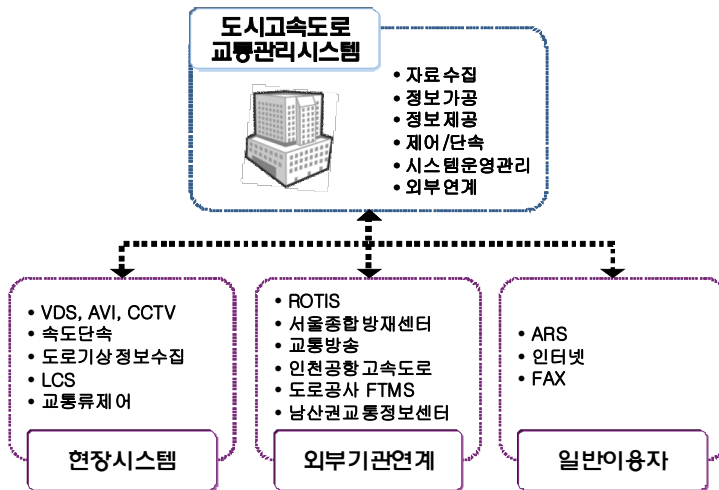 도시고속도로
교통관리시스템
• 자료수집
• 정보가공
• 정보제공
• 제어/단속
• 시스템운영관리
• 외부연계
• VDS, AVI, CCTV
• 속도단속
• 도로기상정보수집
• LCS
• 교통류제어
현장시스템
• ROTIS
• 서울종합방재센터
• 교통방송
• 인천공항고속도로
• 도로공사 FTMS
• 남산권교통정보센터
외부기관연계
• ARS
• 인터넷
• FAX
일반이용자